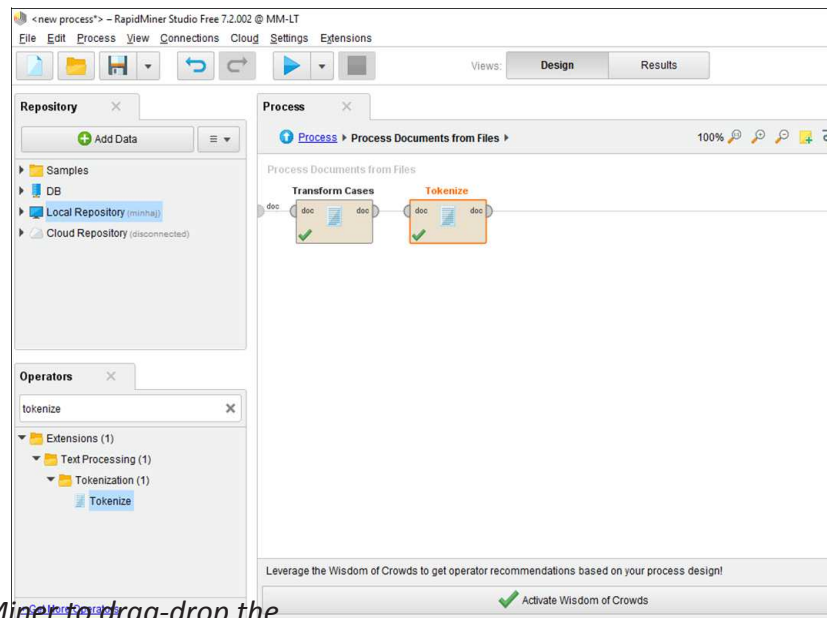 <new process*> – RapidMiner Studio Free 7.2.002 @ MM-LT
File Edit Process View Connections Cloud Settings Extensions
Views: Design Results
Repository
Add Data
Samples
DB
Local Repository (minhaj)
Cloud Repository (disconnected)
Operators
tokenize
Extensions (1)
Text Processing (1)
Tokenization (1)
Tokenize
Get More Operators
Process
Process Process Documents from Files 100%
Process Documents from Files
Transform Cases Tokenize
doc doc doc doc doc
Leverage the Wisdom of Crowds to get operator recommendations based on your process design!
Activate Wisdom of Crowds
Miner to drag-drop the